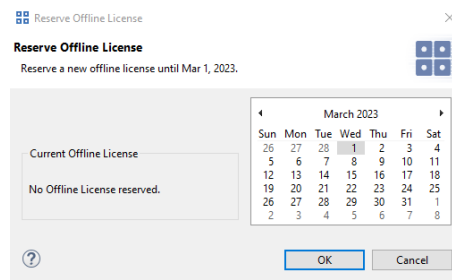 Reserve Offline License
Reserve Offline License
Reserve a new offline license until Mar 1, 2023.
Current Offline License
No Offline License reserved.
March 2023
Sun Mon Tue Wed Thu Fri Sat
26 27 28 1 2 3 4
5 6 7 8 9 10 11
12 13 14 15 16 17 18
19 20 21 22 23 24 25
26 27 28 29 30 31 1
2 3 4 5 6 7 8
?
OK Cancel